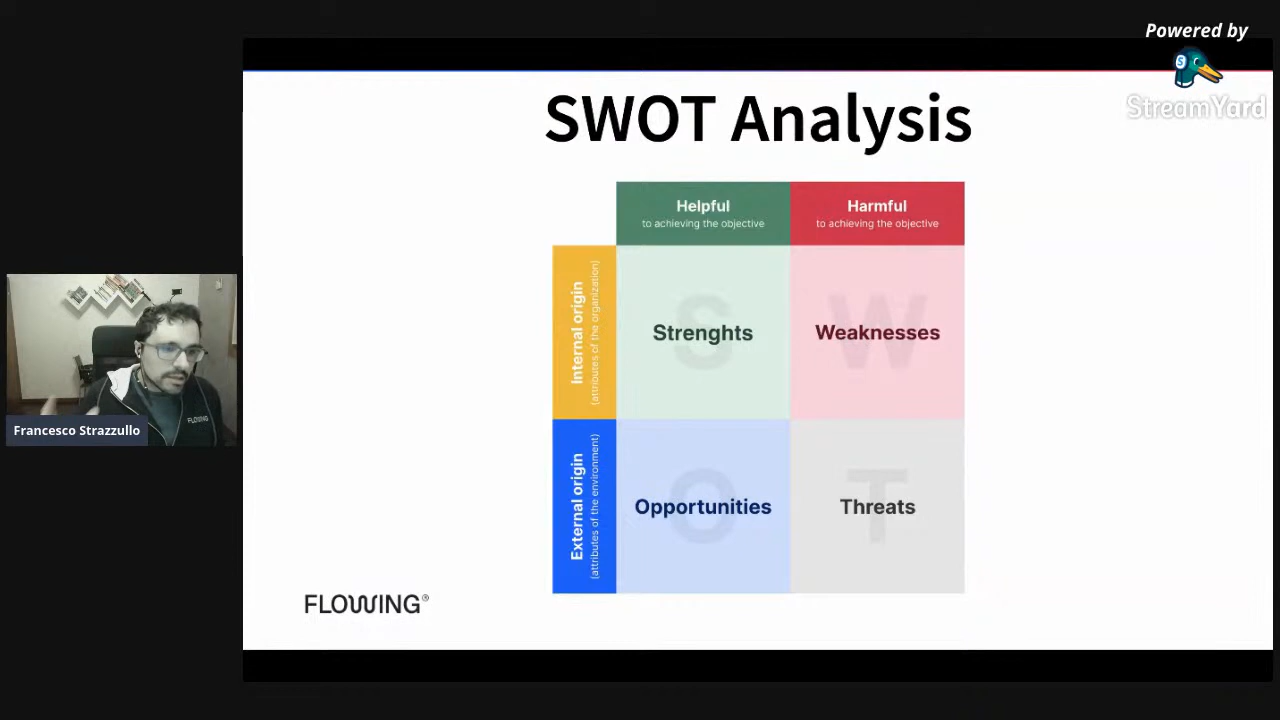 Powered by
StreamYard
SWOT Analysis
Helpful
to achieving the objective
Harmful
to achieving the objective
Internal origin
(attributes of the organization)
S
Strenghts
W
Weaknesses
External origin
(attributes of the environment)
O
Opportunities
T
Threats
FLOWING
Francesco Strazzullo
FLOWING®